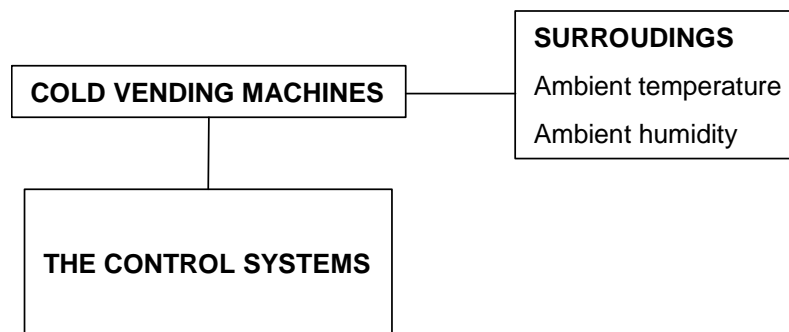 SURROUDINGS
Ambient temperature
Ambient humidity
COLD VENDING MACHINES
THE CONTROL SYSTEMS